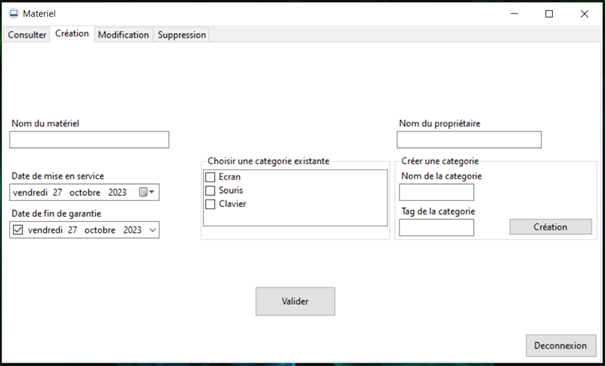 Materiel
Consulter Création Modification Suppression
Nom du matériel
Nom du propriétaire
Date de mise en service
vendredi 27 octobre 2023
Date de fin de garantie
vendredi 27 octobre 2023
Choisir une categorie existante
Ecran
Souris
Clavier
Créer une categorie
Nom de la categorie
Tag de la categorie
Création
Valider
Deconnexion